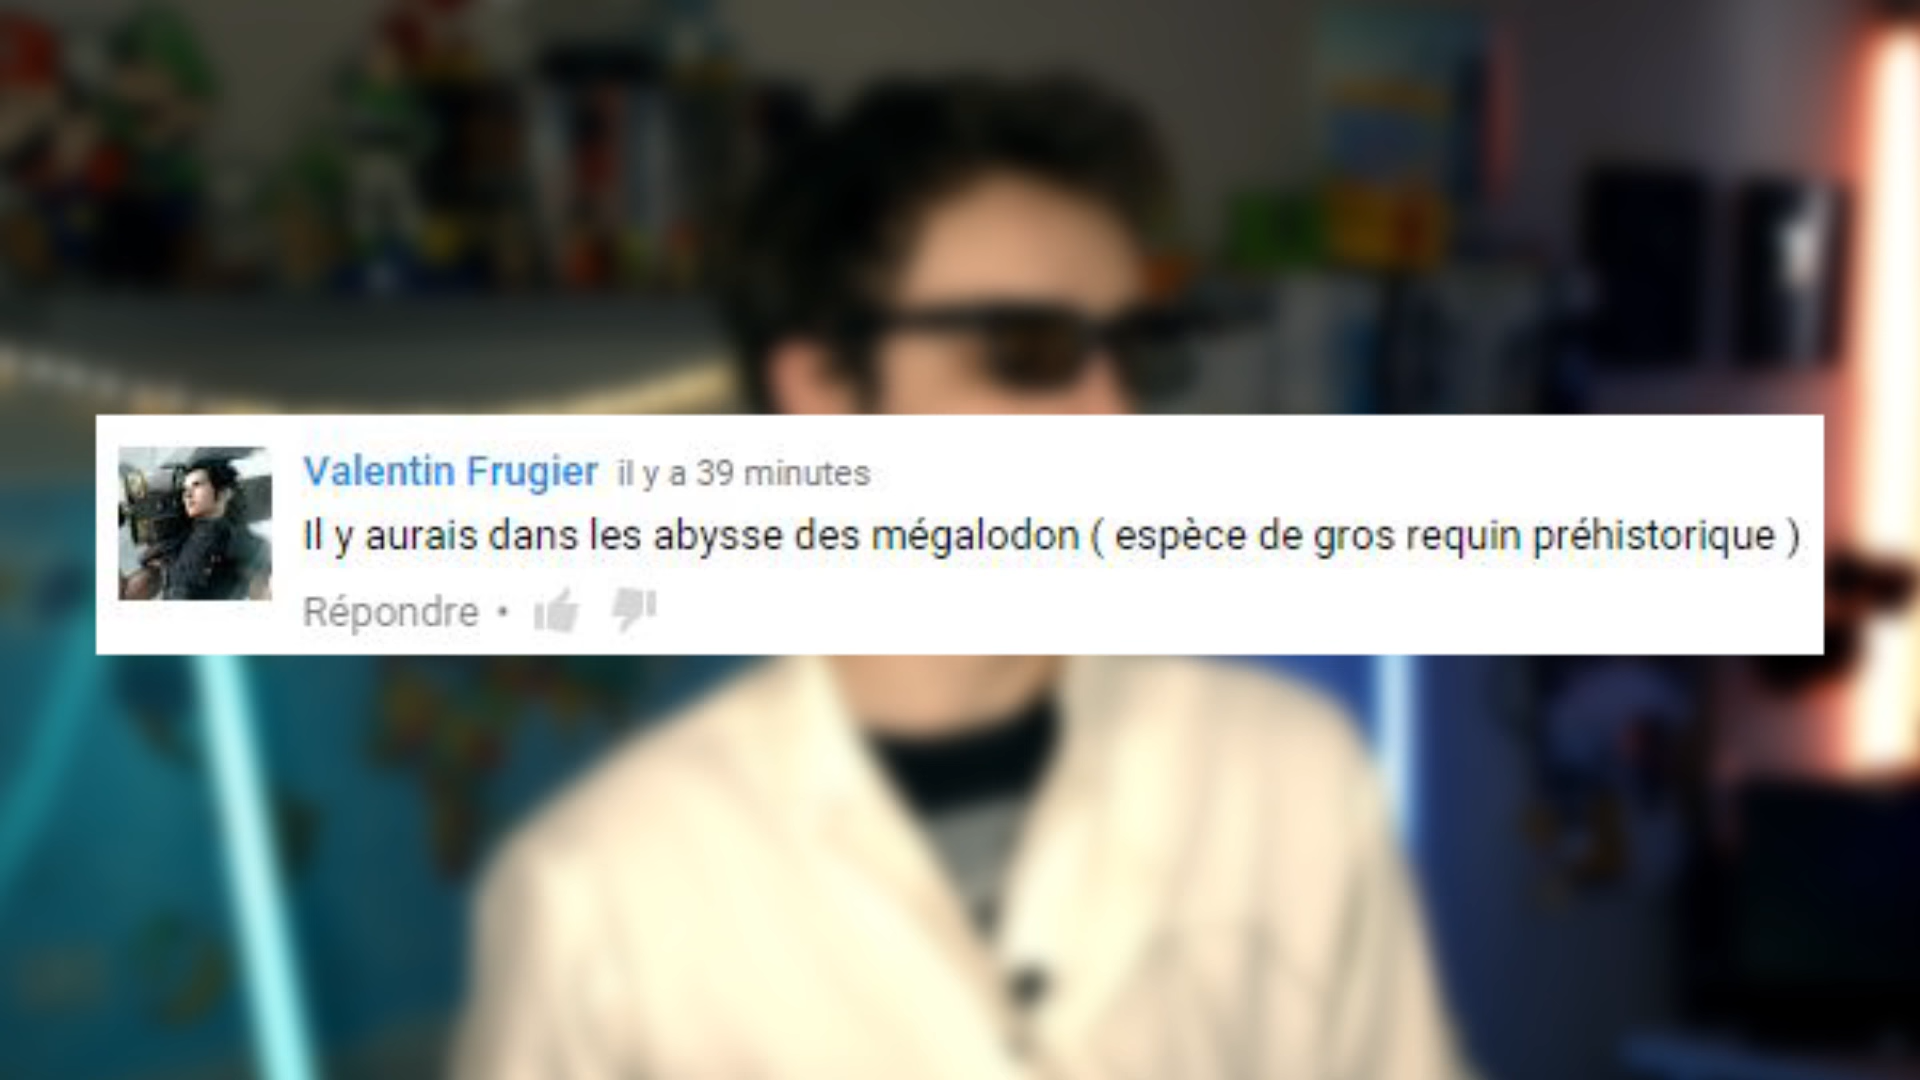 Valentin Frugier il y a 39 minutes
Il y aurais dans les abysse des mégalodon ( espèce de gros requin préhistorique )
Répondre •